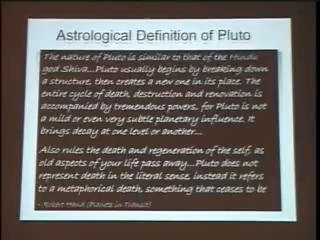 Astrological Definition of Pluto
The nature of Pluto is similar to that of the Hindu
god Shiva...Pluto usually begins by breaking down
a structure, then creates a new one in its place. The
entire cycle of death, destruction and renovation is
accompanied by tremendous powers, for Pluto is not
a mild or even very subtle planetary influence. It
brings decay at one level or another...
Also rules the death and regeneration of the self, as
old aspects of your life pass away...Pluto does not
represent death in the literal sense, instead it refers
to a metaphorical death, something that ceases to be
- Robert Hand (Planets in Transit)